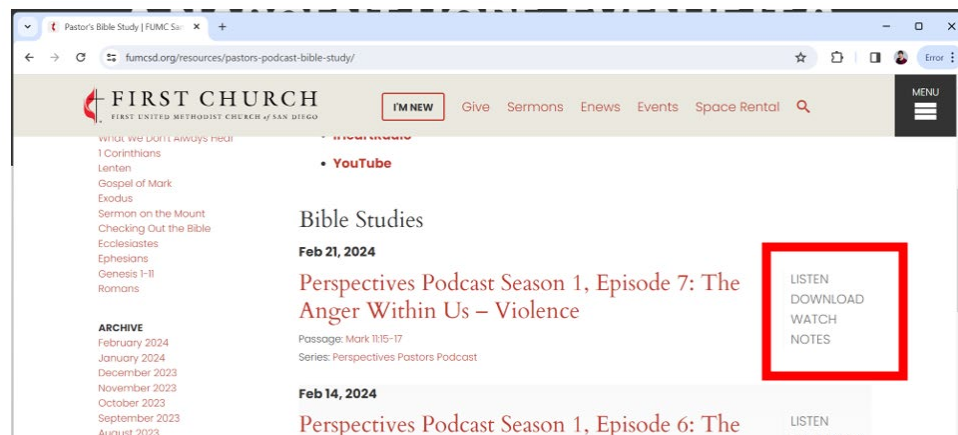 Pastor's Bible Study | FUMC Sa
fumcsd.org/resources/pastors-podcast-bible-study/
Error
FIRST CHURCH
FIRST UNITED METHODIST CHURCH of SAN DIEGO
I'M NEW
Give
Sermons
Enews
Events
Space Rental
MENU
What We Don't Always Hear
1 Corinthians
Lenten
Gospel of Mark
Exodus
Sermon on the Mount
Checking Out the Bible
Ecclesiastes
Ephesians
Genesis 1-11
Romans
ARCHIVE
February 2024
January 2024
December 2023
November 2023
October 2023
September 2023
August 2023
iHeartRadio
YouTube
Bible Studies
Feb 21, 2024
Perspectives Podcast Season 1, Episode 7: The
Anger Within Us – Violence
Passage: Mark 11:15-17
Series: Perspectives Pastors Podcast
LISTEN
DOWNLOAD
WATCH
NOTES
Feb 14, 2024
Perspectives Podcast Season 1, Episode 6: The
LISTEN